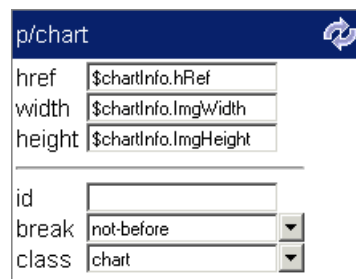 p/chart
href $chartInfo.hRef
width $chartInfo.ImgWidth
height $chartInfo.ImgHeight
id
break not-before
class chart